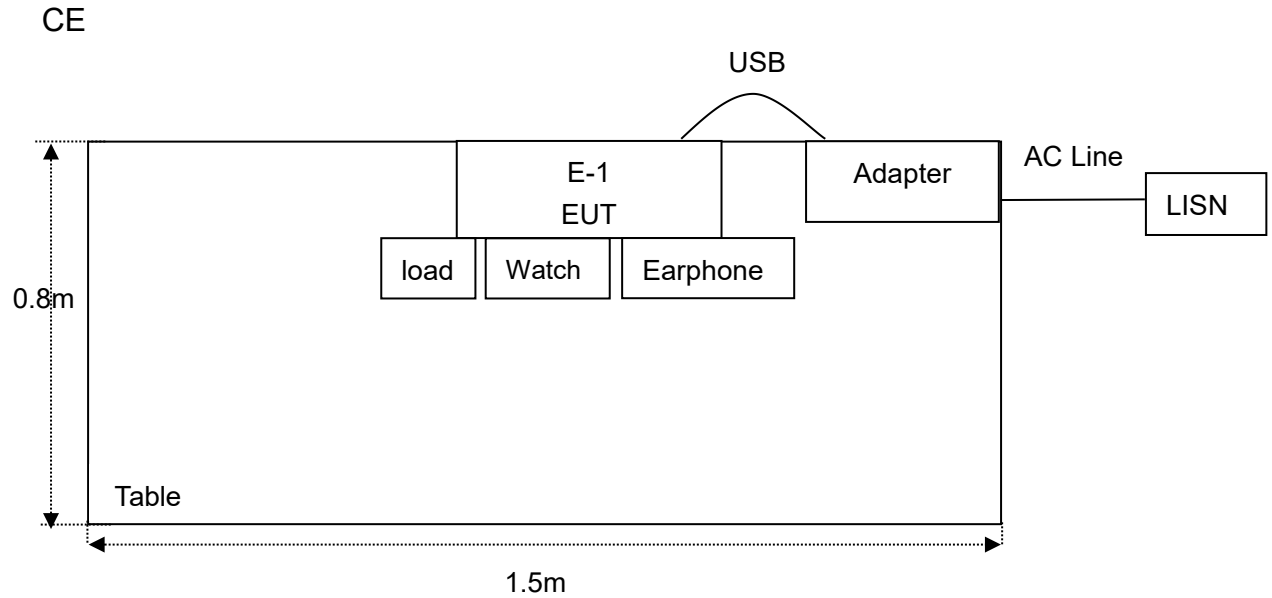 CE
USB
E-1
EUT
Adapter
AC Line
LISN
load
Watch
Earphone
0.8m
Table
1.5m